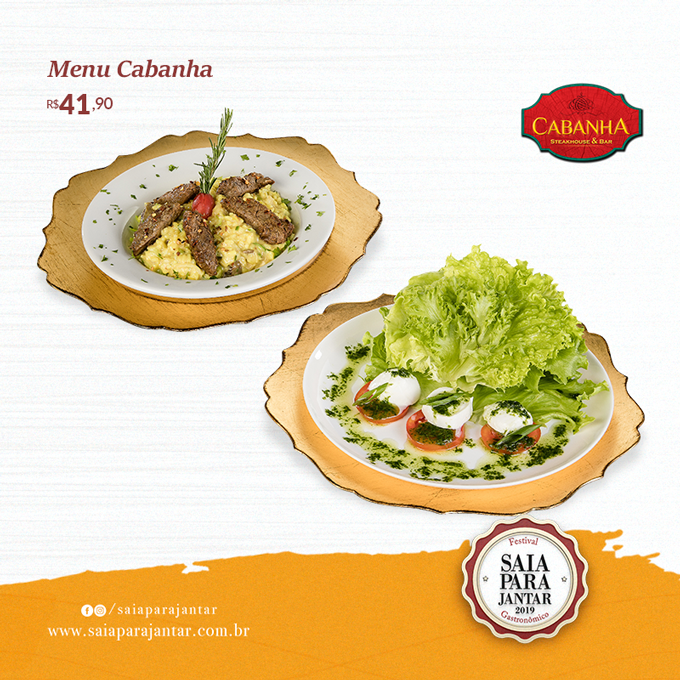 Menu Cabanha
R$41,90
CABANHA
STEAKHOUSE & BAR
Festival
SAIA
PARA
JANTAR
2019
Gastronômico
/saiaparajantar
www.saiaparajantar.com.br